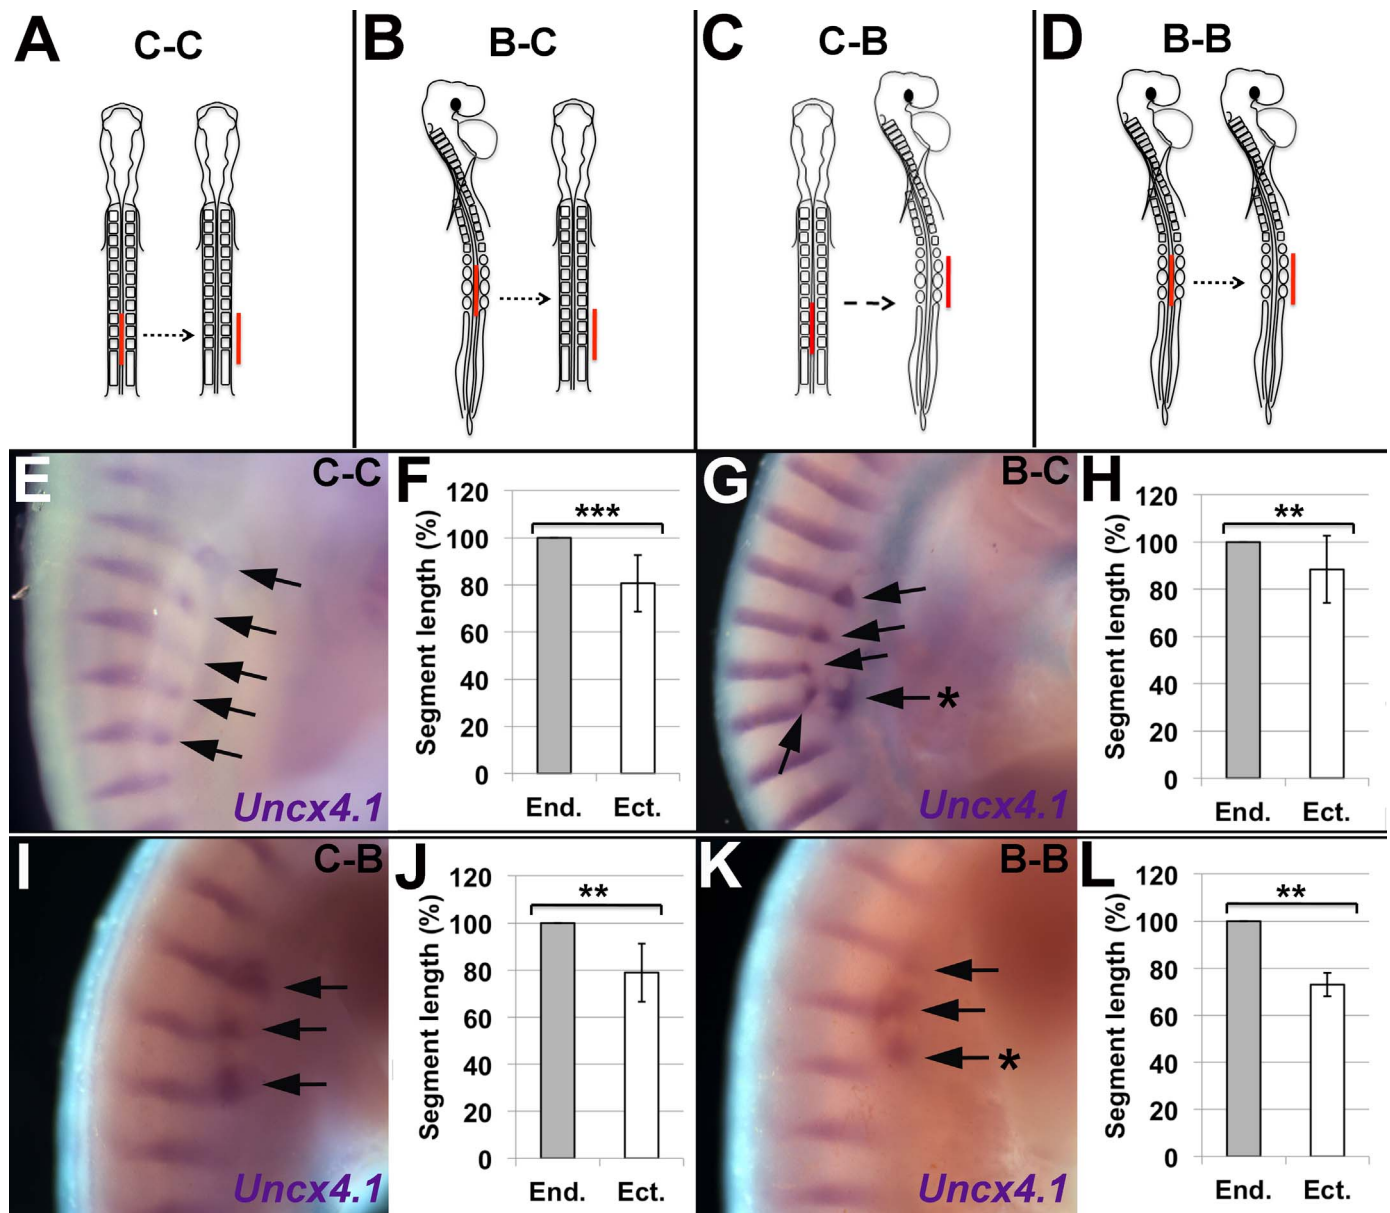 A
C-C
B
B-C
C
C-B
D
B-B
E
C-C
Uncx4.1
F
Segment length (%)
120
100
80
60
40
20
0
***
End.
Ect.
G
B-C
*
Uncx4.1
H
Segment length (%)
120
100
80
60
40
20
0
**
End.
Ect.
I
C-B
Uncx4.1
J
Segment length (%)
120
100
80
60
40
20
0
**
End.
Ect.
K
B-B
*
Uncx4.1
L
Segment length (%)
120
100
80
60
40
20
0
**
End.
Ect.